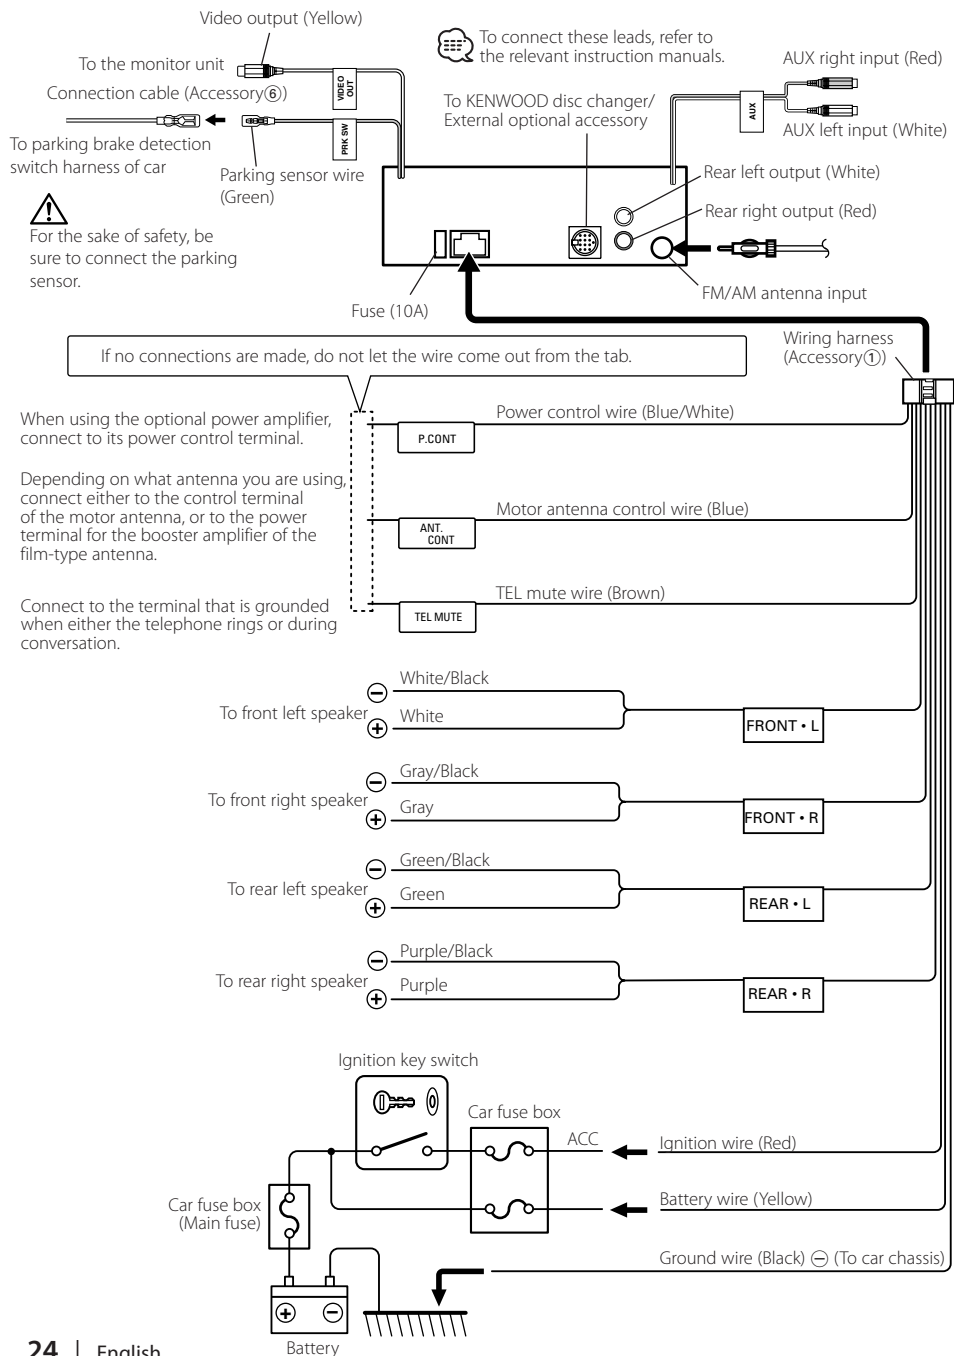 Video output (Yellow)
To the monitor unit
VIDEO
OUT
Connection cable (Accessory⑥)
PRK SW
To parking brake detection
switch harness of car
Parking sensor wire
(Green)
For the sake of safety, be
sure to connect the parking
sensor.
To connect these leads, refer to
the relevant instruction manuals.
To KENWOOD disc changer/
External optional accessory
AUX right input (Red)
AUX
AUX left input (White)
Rear left output (White)
Rear right output (Red)
FM/AM antenna input
Fuse (10A)
Wiring harness
(Accessory①)
If no connections are made, do not let the wire come out from the tab.
When using the optional power amplifier,
connect to its power control terminal.
P.CONT
Power control wire (Blue/White)
Depending on what antenna you are using,
connect either to the control terminal
of the motor antenna, or to the power
terminal for the booster amplifier of the
film-type antenna.
ANT.
CONT
Motor antenna control wire (Blue)
Connect to the terminal that is grounded
when either the telephone rings or during
conversation.
TEL MUTE
TEL mute wire (Brown)
To front left speaker
⊖ White/Black
⊕ White
FRONT • L
To front right speaker
⊖ Gray/Black
⊕ Gray
FRONT • R
To rear left speaker
⊖ Green/Black
⊕ Green
REAR • L
To rear right speaker
⊖ Purple/Black
⊕ Purple
REAR • R
Ignition key switch
Car fuse box
ACC
Ignition wire (Red)
Car fuse box
(Main fuse)
Battery wire (Yellow)
Ground wire (Black) ⊖ (To car chassis)
⊕ ⊖
Battery
24 | English